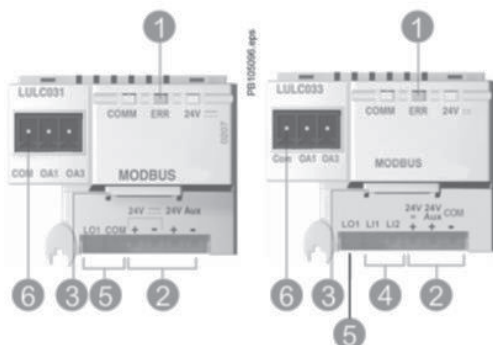 1 1
PB105096.eps
LULC031 LULC033
COMM ERR 24V COMM ERR 24V
0207
COM OA1 OA3 MODBUS Com OA1 OA3 MODBUS
24V 24V Aux 24V 24V Aux COM
LO1 COM + - + - LO1 LI1 LI2 + + -
6 3 5 2 6 3 4 2
5